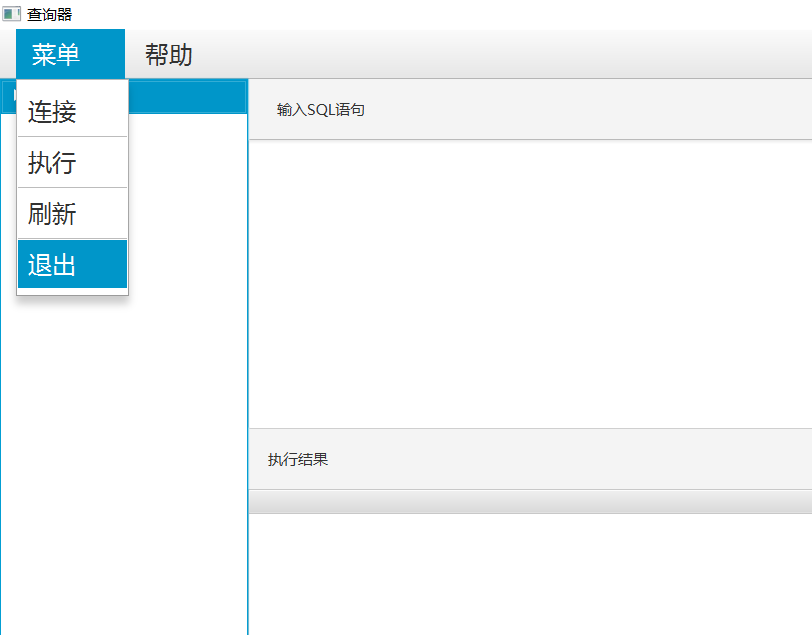 查询器
菜单 帮助
连接
执行
刷新
退出
输入SQL语句
执行结果